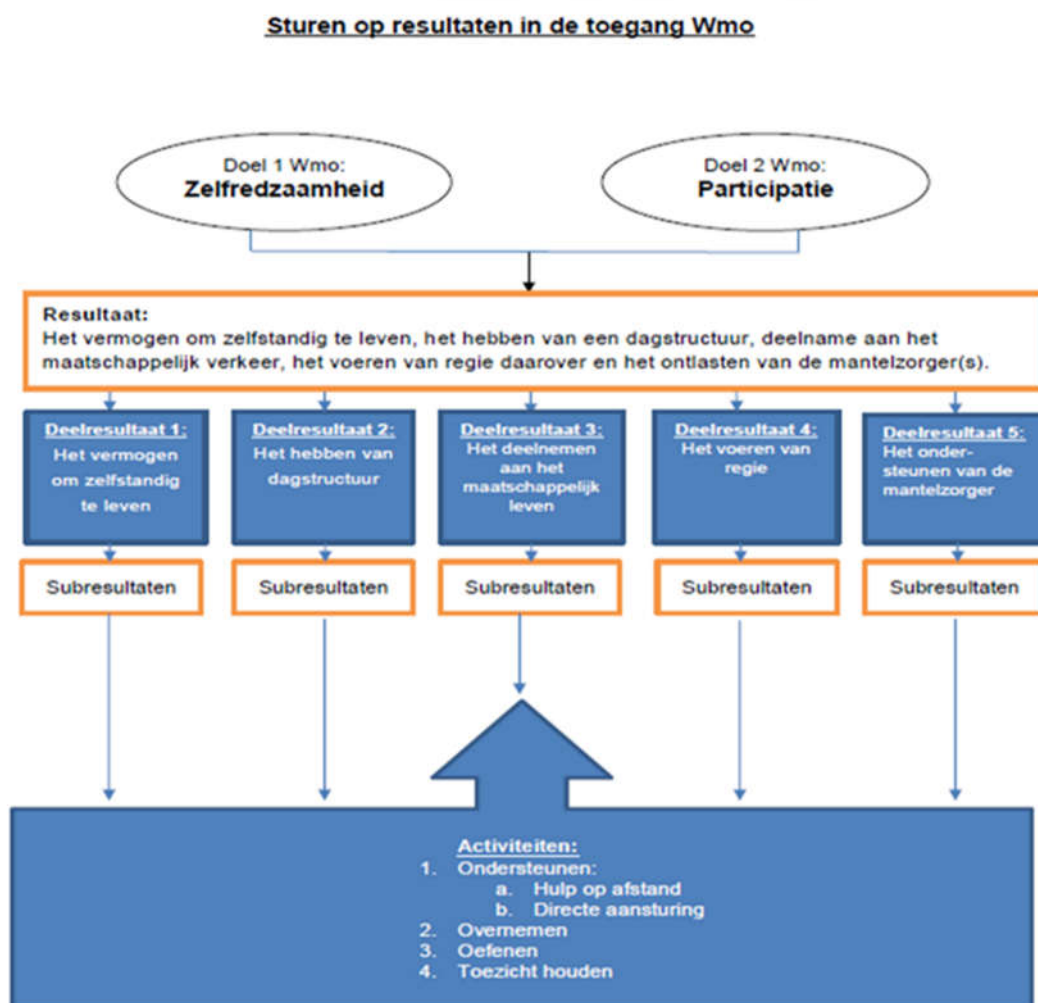 Sturen op resultaten in de toegang Wmo
Doel 1 Wmo:
Zelfredzaamheid
Doel 2 Wmo:
Participatie
Resultaat:
Het vermogen om zelfstandig te leven, het hebben van een dagstructuur, deelname aan het
maatschappelijk verkeer, het voeren van regie daarover en het ontlasten van de mantelzorger(s).
Deelresultaat 1:
Het vermogen
om zelfstandig
te leven
Deelresultaat 2:
Het hebben van
dagstructuur
Deelresultaat 3:
Het deelnemen
aan het
maatschappelijk
leven
Deelresultaat 4:
Het voeren van
regie
Deelresultaat 5:
Het onder-
steunen van de
mantelzorger
Subresultaten
Subresultaten
Subresultaten
Subresultaten
Subresultaten
Activiteiten:
1. Ondersteunen:
a. Hulp op afstand
b. Directe aansturing
2. Overnemen
3. Oefenen
4. Toezicht houden